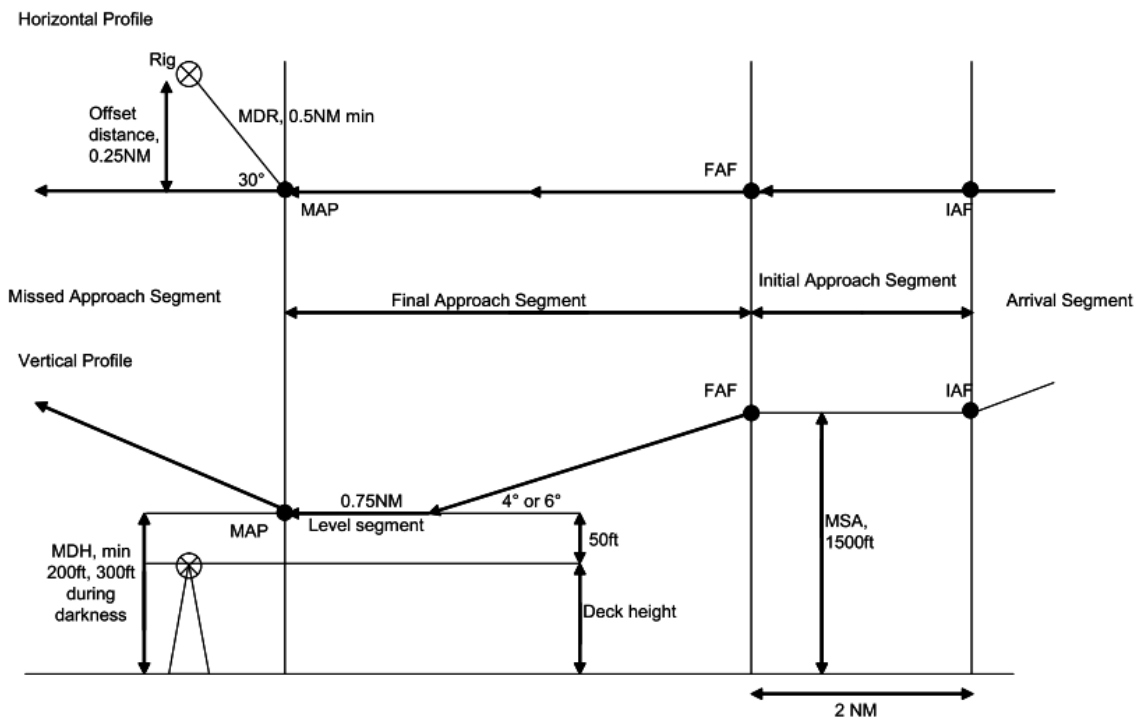 Horizontal Profile
Rig
Offset
distance,
0.25NM
MDR, 0.5NM min
30°
MAP
FAF
IAF
Missed Approach Segment
Final Approach Segment
Initial Approach Segment
Arrival Segment
Vertical Profile
FAF
IAF
0.75NM
4° or 6°
Level segment
MAP
50ft
MSA,
1500ft
MDH, min
200ft, 300ft
during
darkness
Deck height
2 NM